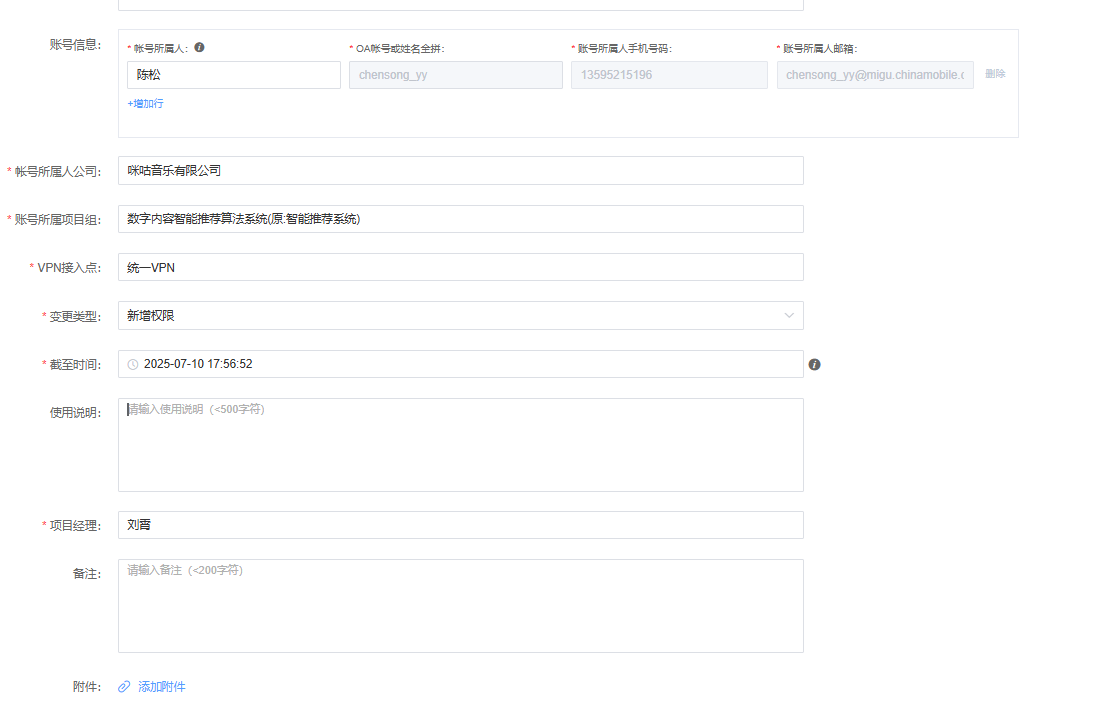 账号信息:
* 帐号所属人: * OA帐号或姓名全拼: * 账号所属人手机号码: * 账号所属人邮箱:
陈松 chensong_yy 13595215196 chensong_yy@migu.chinamobile.c 删除
+增加行
* 帐号所属人公司: 咪咕音乐有限公司
* 账号所属项目组: 数字内容智能推荐算法系统(原:智能推荐系统)
* VPN接入点: 统一VPN
* 变更类型: 新增权限
* 截至时间: 2025-07-10 17:56:52
使用说明: 请输入使用说明（<500字符）
* 项目经理: 刘霄
备注: 请输入备注（<200字符）
附件: 添加附件